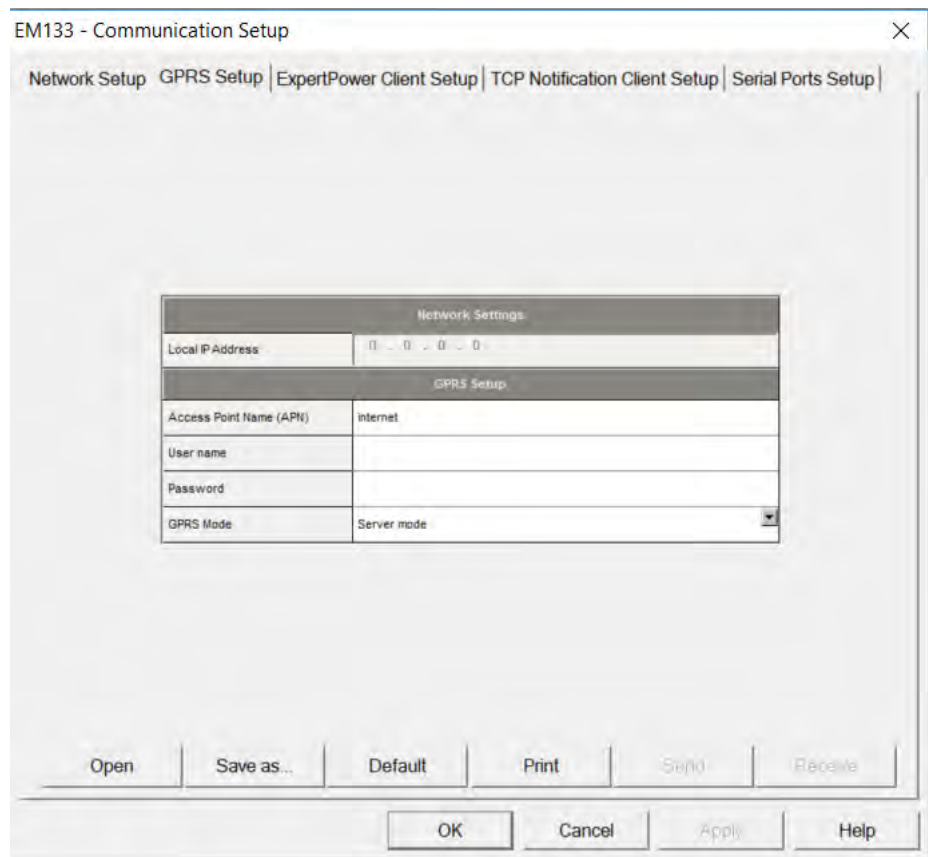 EM133 - Communication Setup
Network Setup GPRS Setup ExpertPower Client Setup TCP Notification Client Setup Serial Ports Setup
Network Settings
Local IP Address 0 . 0 . 0 . 0
GPRS Setup
Access Point Name (APN) internet
User name
Password
GPRS Mode Server mode
Open Save as... Default Print Send Receive
OK Cancel Apply Help